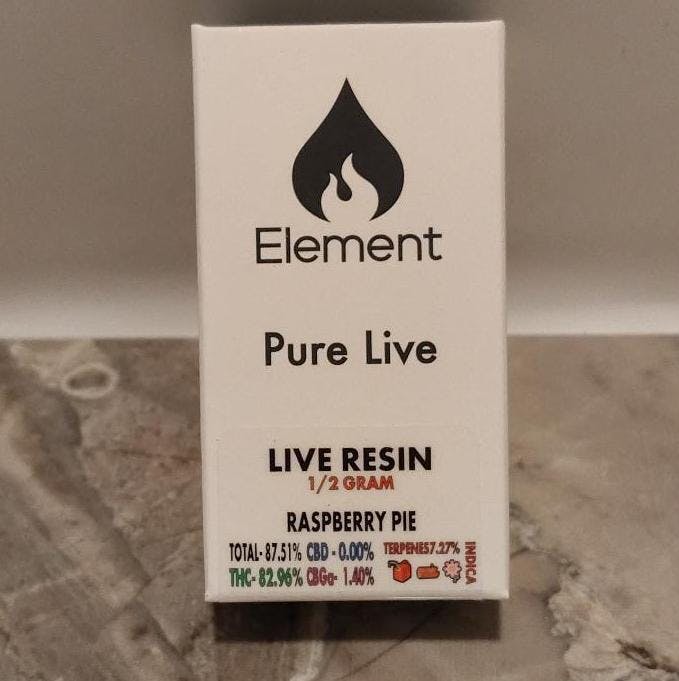 Element
Pure Live
LIVE RESIN
1/2 GRAM
RASPBERRY PIE
TOTAL- 87.51% CBD - 0.00% TERPENES7.27%
THC- 82.96% CBGa- 1.40%
INDICA